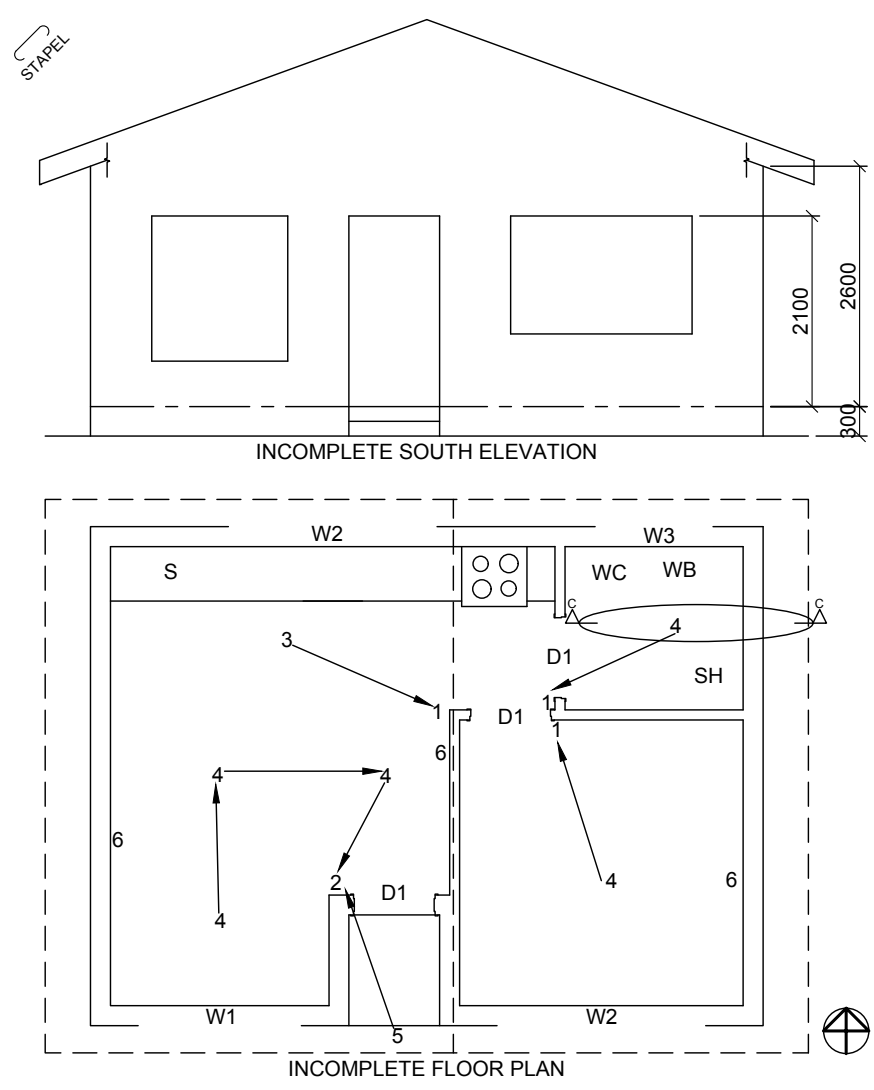 STAPEL
2100
2600
300
INCOMPLETE SOUTH ELEVATION
W2
W3
S
WC
WB
C
C
4
3
D1
SH
1
1
D1
1
6
4
4
6
2
D1
4
6
4
W1
W2
5
INCOMPLETE FLOOR PLAN